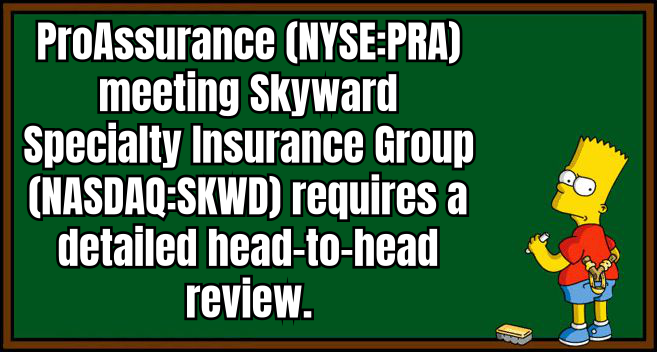 ProAssurance (NYSE:PRA)
meeting Skyward
Specialty Insurance Group
(NASDAQ:SKWD) requires a
detailed head-to-head
review.